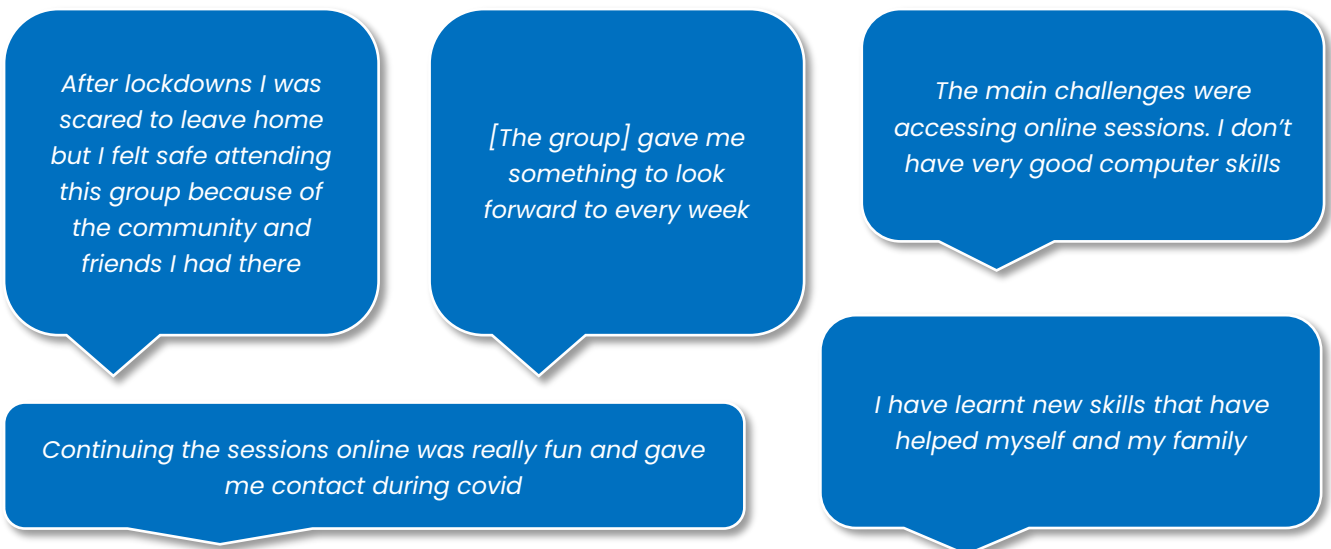 After lockdowns I was
scared to leave home
but I felt safe attending
this group because of
the community and
friends I had there
[The group] gave me
something to look
forward to every week
The main challenges were
accessing online sessions. I don’t
have very good computer skills
Continuing the sessions online was really fun and gave
me contact during covid
I have learnt new skills that have
helped myself and my family